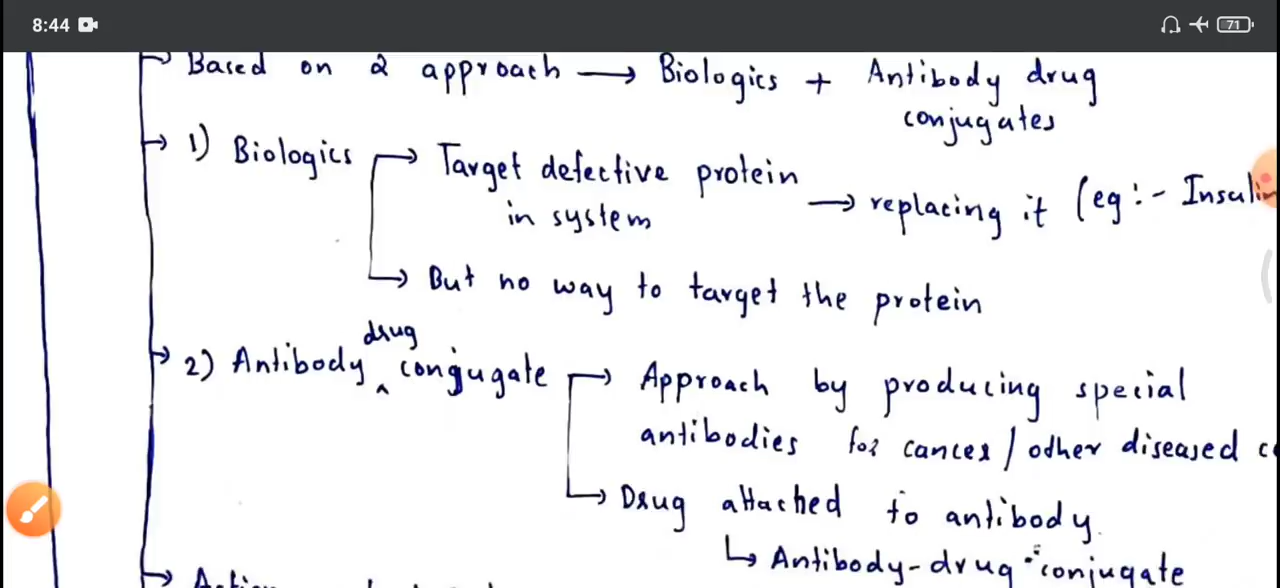 8:44
71
Based on 2 approach → Biologics + Antibody drug
conjugates
→ 1) Biologics → Target defective protein
in system
→ replacing it (eg:- Insulin
→ But no way to target the protein
drug
→ 2) Antibody ^ conjugate → Approach by producing special
antibodies for cancer / other diseased
→ Drug attached to antibody.
↳ Antibody-drug conjugate